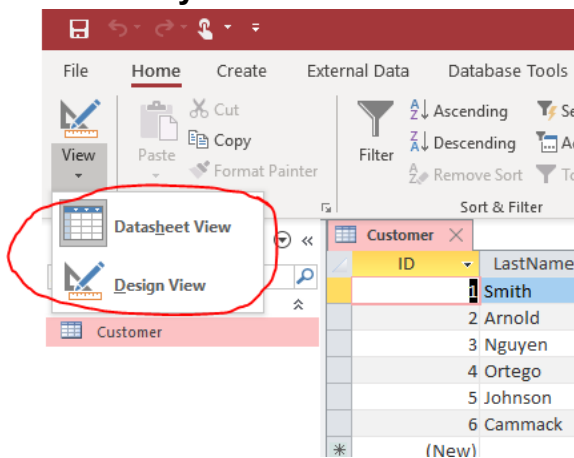 File Home Create External Data Database Tools
View
Paste
Cut
Copy
Format Painter
Filter
Ascending
Descending
Remove Sort
Sort & Filter
Datasheet View
Design View
Customer
Customer
ID LastName
1 Smith
2 Arnold
3 Nguyen
4 Ortego
5 Johnson
6 Cammack
(New)